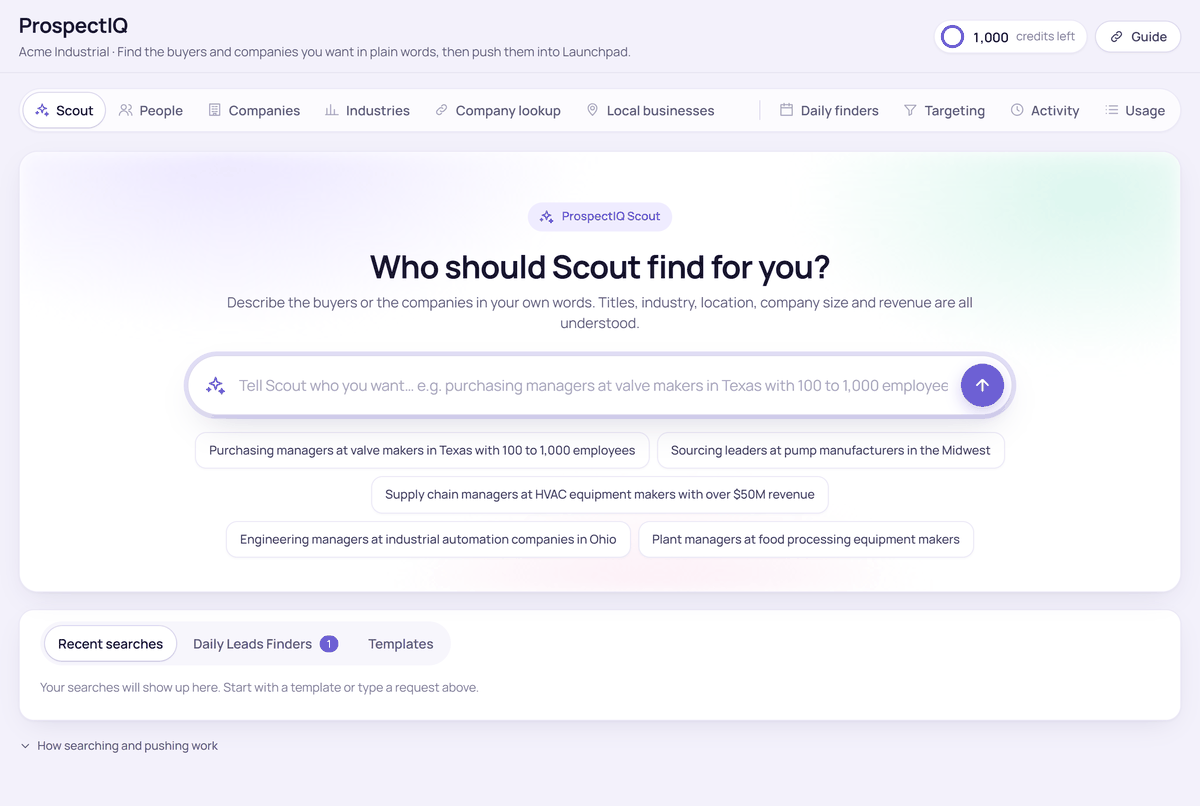 ProspectIQ
Acme Industrial · Find the buyers and companies you want in plain words, then push them into Launchpad.
1,000 credits left
Guide
Scout
People
Companies
Industries
Company lookup
Local businesses
Daily finders
Targeting
Activity
Usage
ProspectIQ Scout
Who should Scout find for you?
Describe the buyers or the companies in your own words. Titles, industry, location, company size and revenue are all
understood.
Tell Scout who you want... e.g. purchasing managers at valve makers in Texas with 100 to 1,000 employee
Purchasing managers at valve makers in Texas with 100 to 1,000 employees
Sourcing leaders at pump manufacturers in the Midwest
Supply chain managers at HVAC equipment makers with over $50M revenue
Engineering managers at industrial automation companies in Ohio
Plant managers at food processing equipment makers
Recent searches
Daily Leads Finders 1
Templates
Your searches will show up here. Start with a template or type a request above.
How searching and pushing work